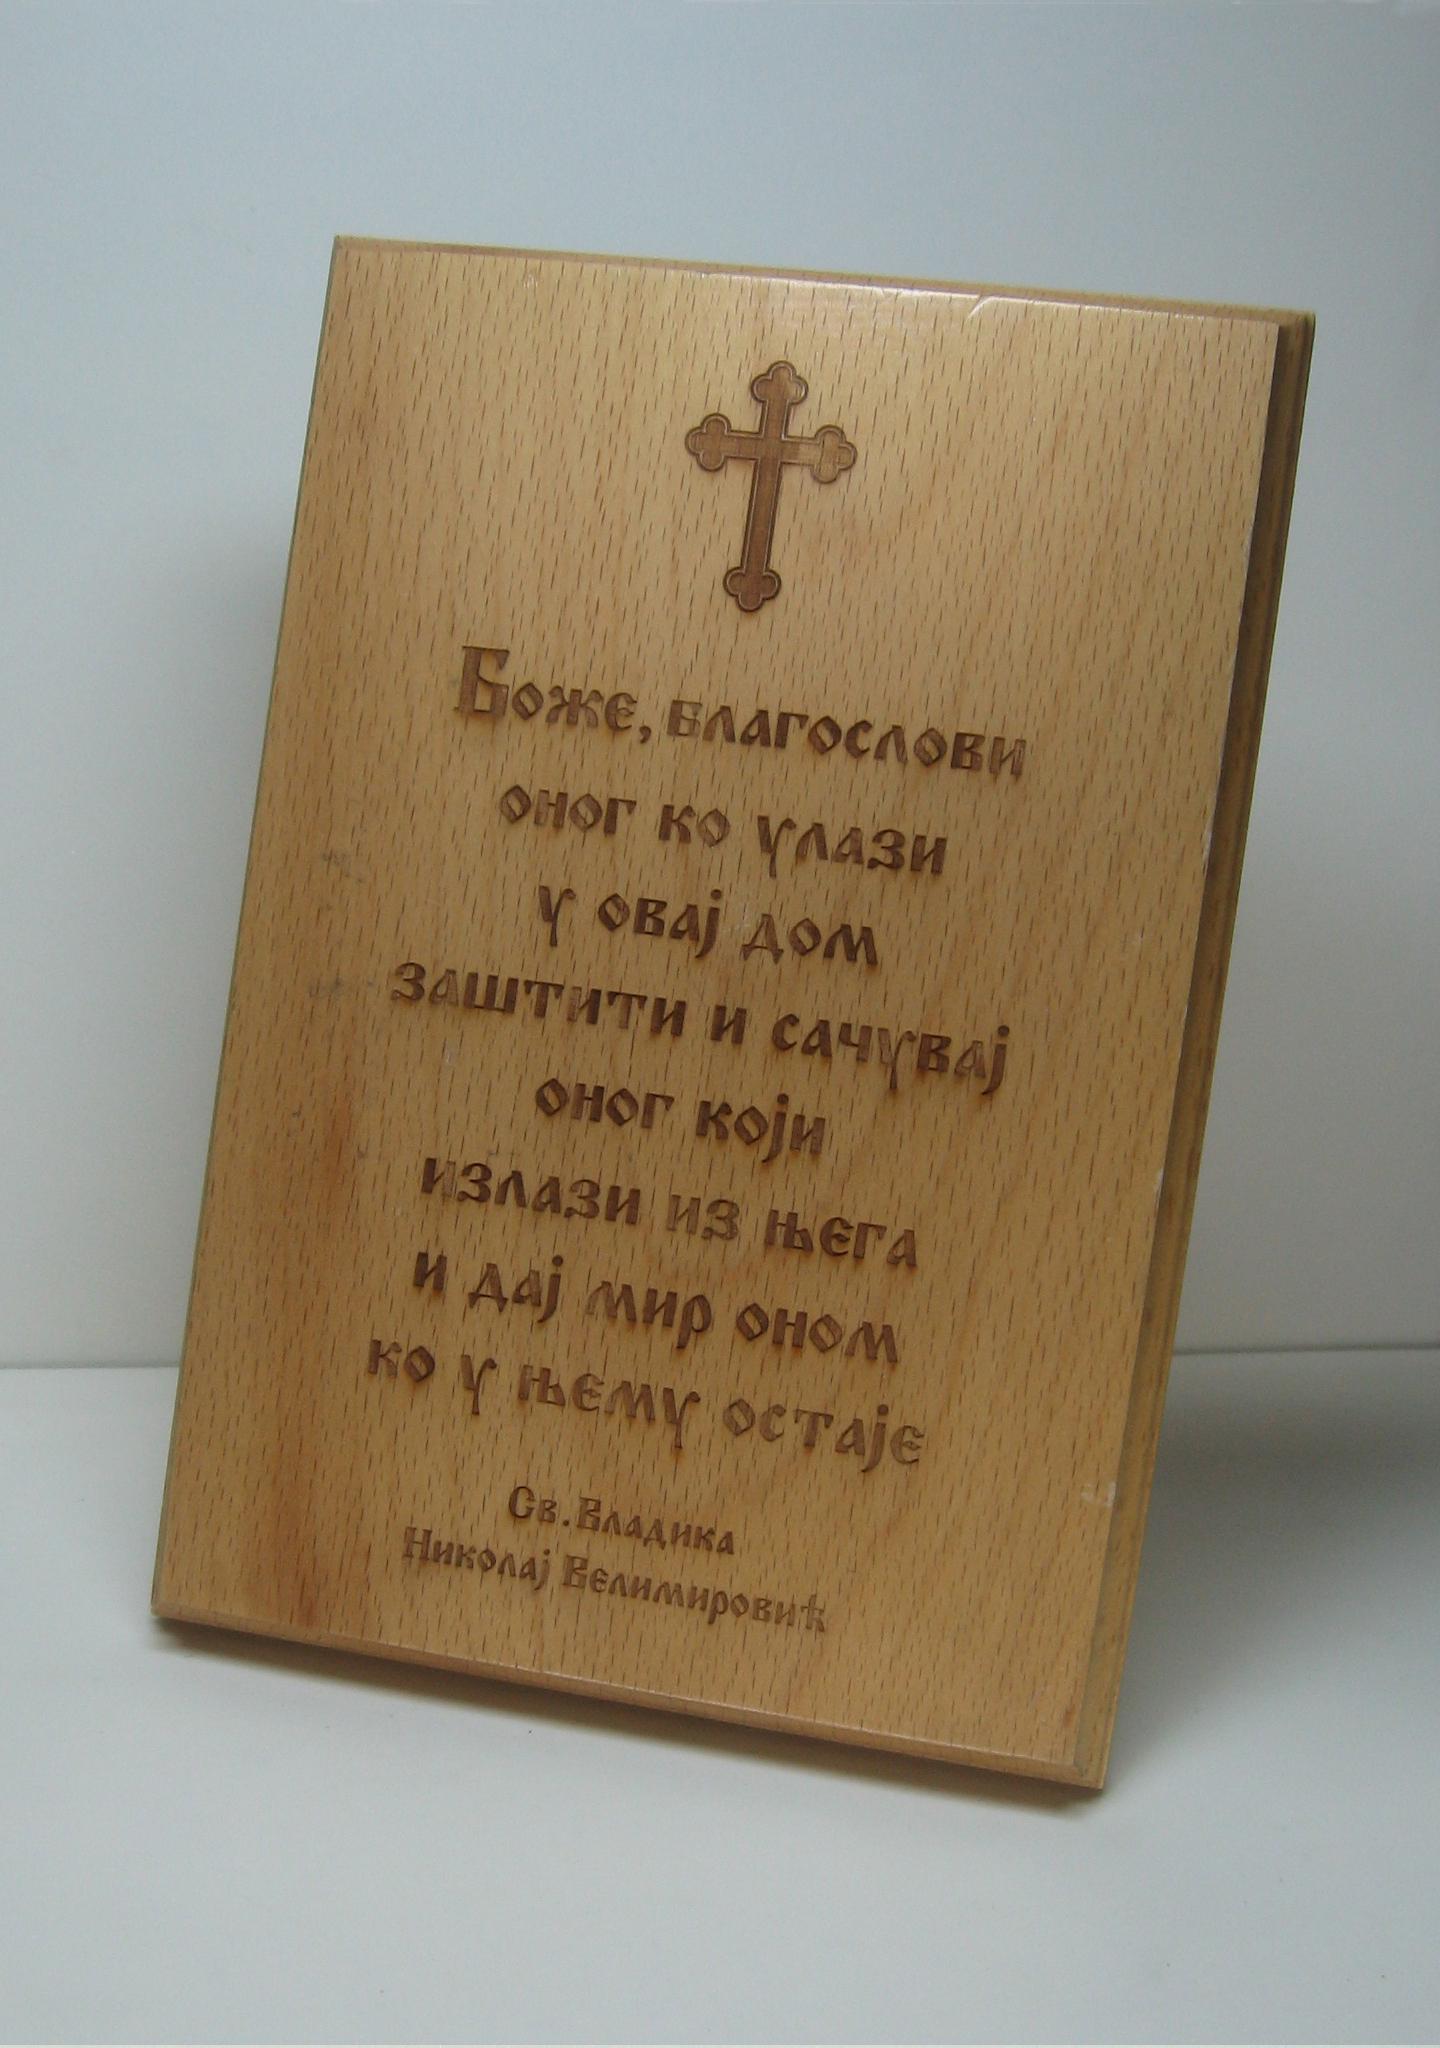 Боже, благослови
оног ко улази
у овај дом
заштити и сачувај
оног који
излази из њега
и дај мир оном
ко у њему остаје
Св. Владика
Николај Велимировић